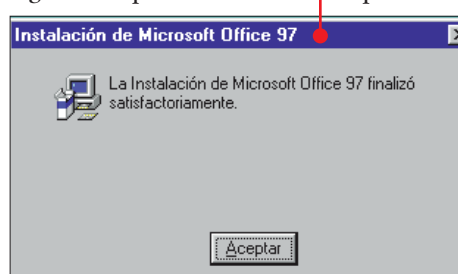 Instalación de Microsoft Office 97
La Instalación de Microsoft Office 97 finalizó
satisfactoriamente.
Aceptar